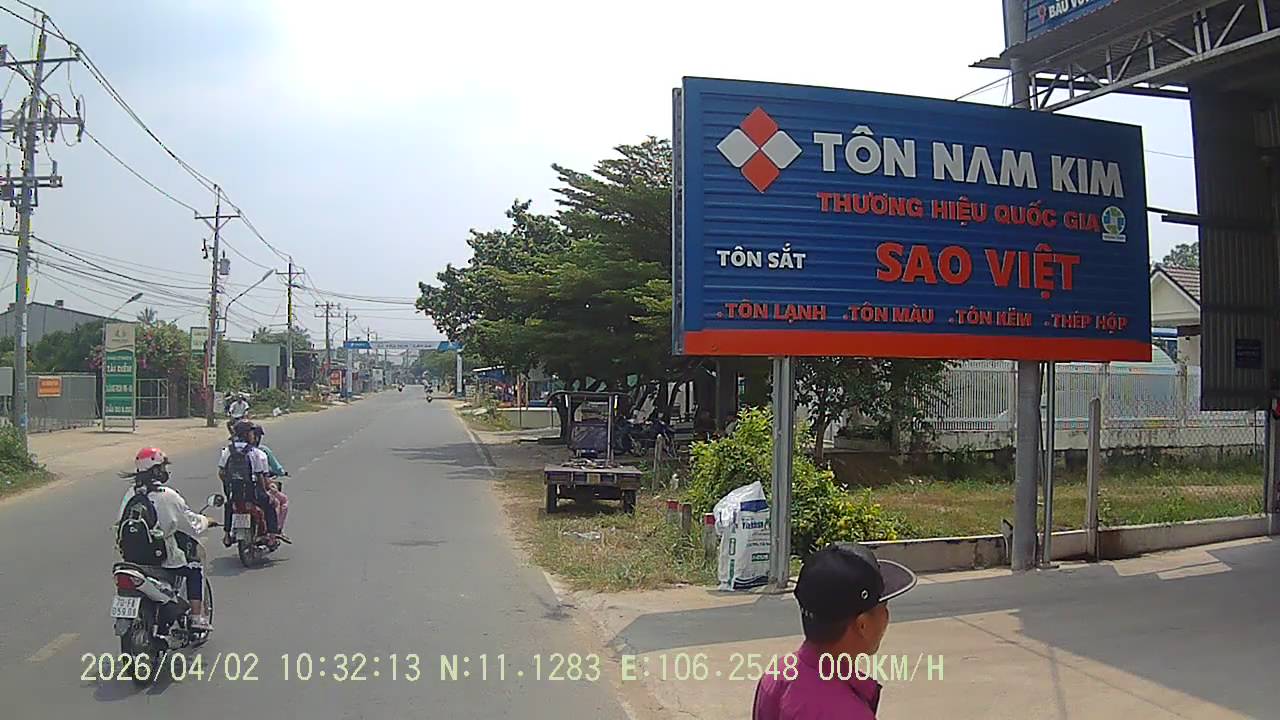 TÔN NAM KIM
THƯƠNG HIỆU QUỐC GIA
TÔN SẮT
SAO VIỆT
.TÔN LẠNH .TÔN MÀU .TÔN KẼM .THÉP HỘP
2026/04/02 10:32:13 N:11.1283 E:106.2548 000KM/H